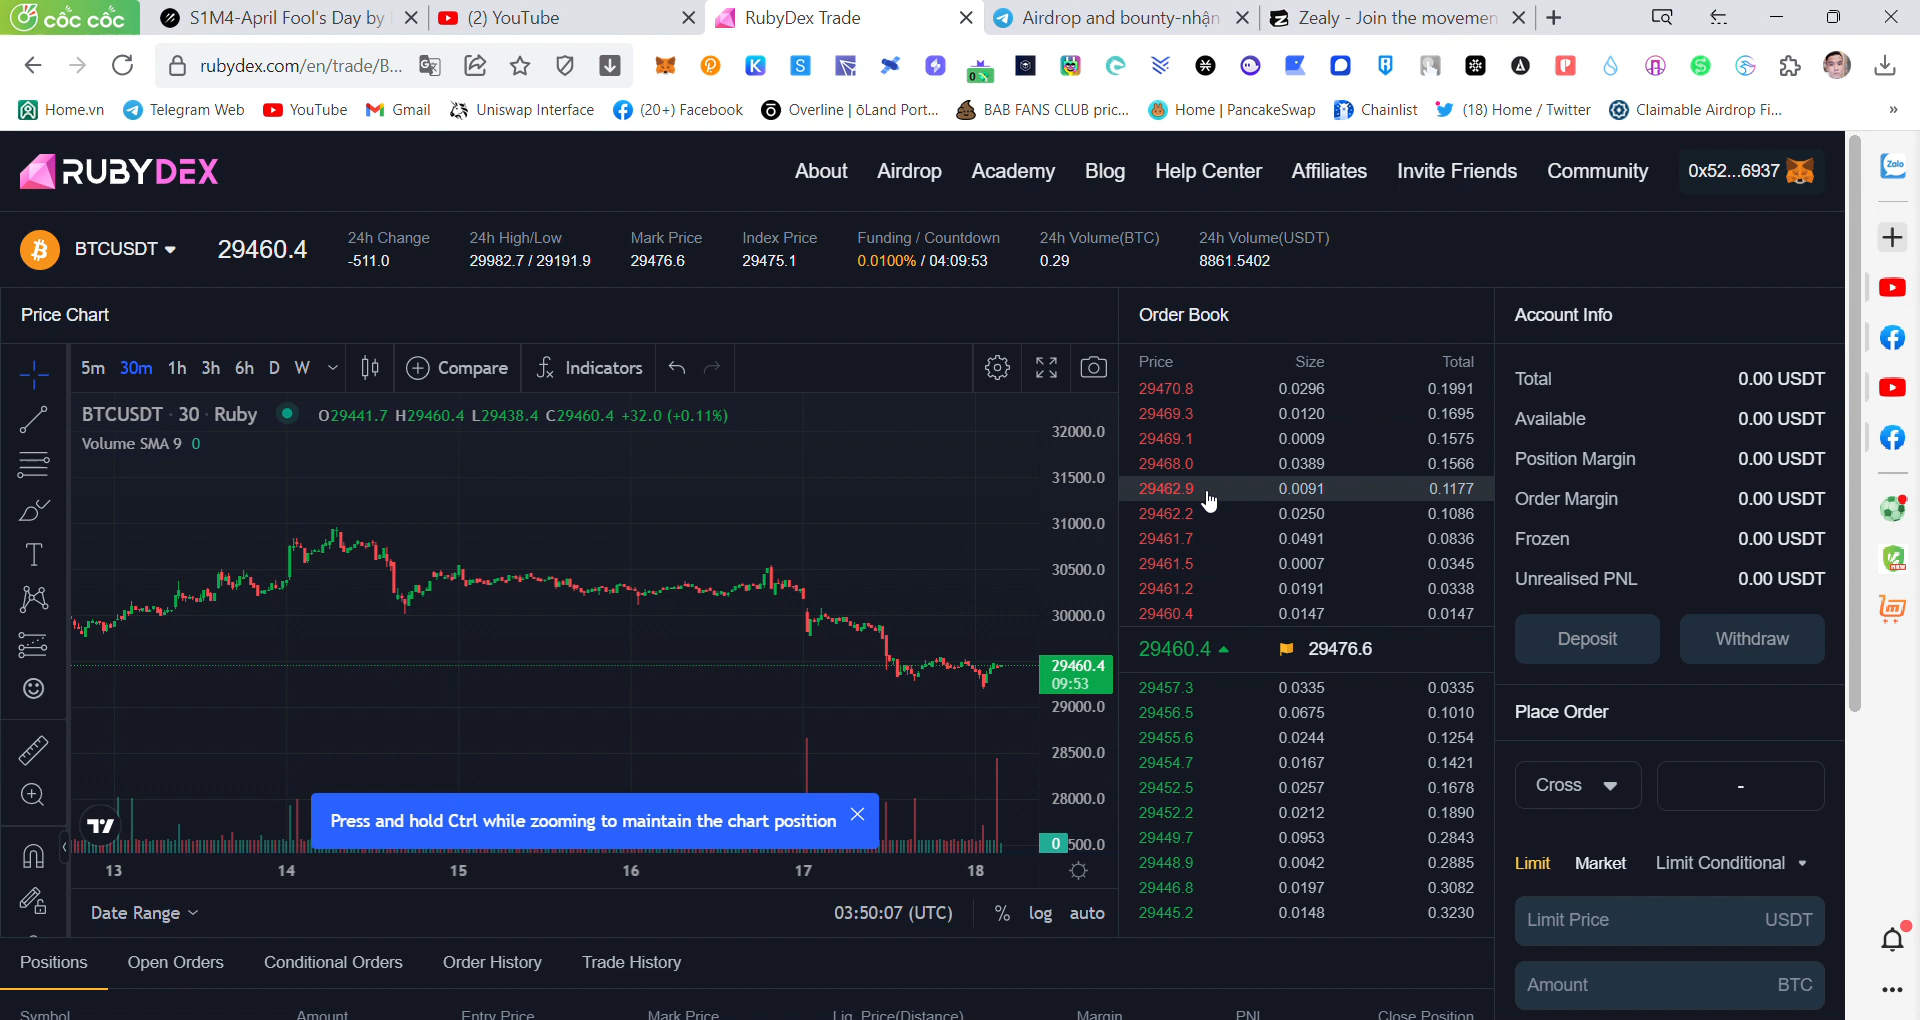 cốc cốc
S1M4-April Fool's Day by
(2) YouTube
RubyDex Trade
Airdrop and bounty-nhận
Zealy - Join the movemen
rubydex.com/en/trade/B...
Home.vn
Telegram Web
YouTube
Gmail
Uniswap Interface
(20+) Facebook
Overline | ōLand Port...
BAB FANS CLUB pric...
Home | PancakeSwap
Chainlist
(18) Home / Twitter
Claimable Airdrop Fi...
RUBYDEX
About
Airdrop
Academy
Blog
Help Center
Affiliates
Invite Friends
Community
0x52...6937
Zalo
BTCUSDT
29460.4
24h Change
-511.0
24h High/Low
29982.7 / 29191.9
Mark Price
29476.6
Index Price
29475.1
Funding / Countdown
0.0100% / 04:09:53
24h Volume(BTC)
0.29
24h Volume(USDT)
8861.5402
Price Chart
5m 30m 1h 3h 6h D W
Compare
Indicators
BTCUSDT · 30 · Ruby
O29441.7 H29460.4 L29438.4 C29460.4 +32.0 (+0.11%)
Volume SMA 9 0
32000.0
31500.0
31000.0
30500.0
30000.0
29460.4
09:53
29000.0
28500.0
28000.0
0
500.0
Press and hold Ctrl while zooming to maintain the chart position
13 14 15 16 17 18
Date Range
03:50:07 (UTC)
% log auto
Order Book
Price Size Total
29470.8 0.0296 0.1991
29469.3 0.0120 0.1695
29469.1 0.0009 0.1575
29468.0 0.0389 0.1566
29462.9 0.0091 0.1177
29462.2 0.0250 0.1086
29461.7 0.0491 0.0836
29461.5 0.0007 0.0345
29461.2 0.0191 0.0338
29460.4 0.0147 0.0147
29460.4 29476.6
29457.3 0.0335 0.0335
29456.5 0.0675 0.1010
29455.6 0.0244 0.1254
29454.7 0.0167 0.1421
29452.5 0.0257 0.1678
29452.2 0.0212 0.1890
29449.7 0.0953 0.2843
29448.9 0.0042 0.2885
29446.8 0.0197 0.3082
29445.2 0.0148 0.3230
Account Info
Total 0.00 USDT
Available 0.00 USDT
Position Margin 0.00 USDT
Order Margin 0.00 USDT
Frozen 0.00 USDT
Unrealised PNL 0.00 USDT
Deposit
Withdraw
Place Order
Cross
-
Limit Market Limit Conditional
Limit Price USDT
Amount BTC
Positions
Open Orders
Conditional Orders
Order History
Trade History
Symbol Amount Entry Price Mark Price Liq. Price(Distance) Margin PNL Close Position